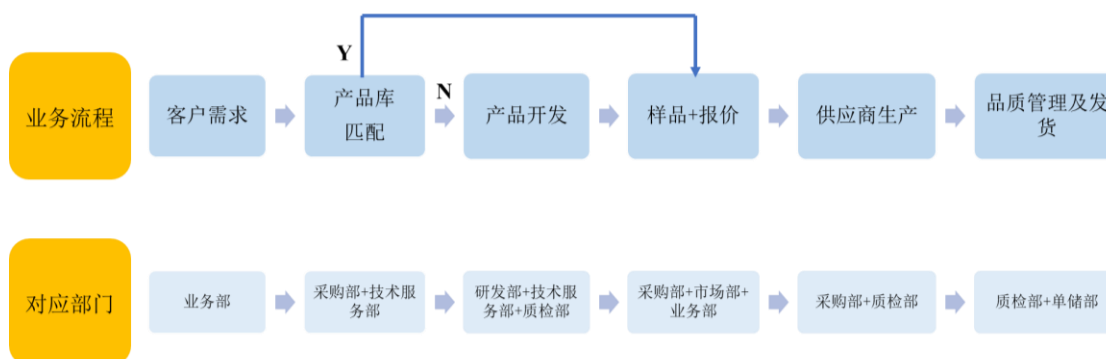 Y
业务流程
客户需求
产品库
匹配
N
产品开发
样品+报价
供应商生产
品质管理及发
货
对应部门
业务部
采购部+技术服
务部
研发部+技术服
务部+质检部
采购部+市场部+
业务部
采购部+质检部
质检部+单储部